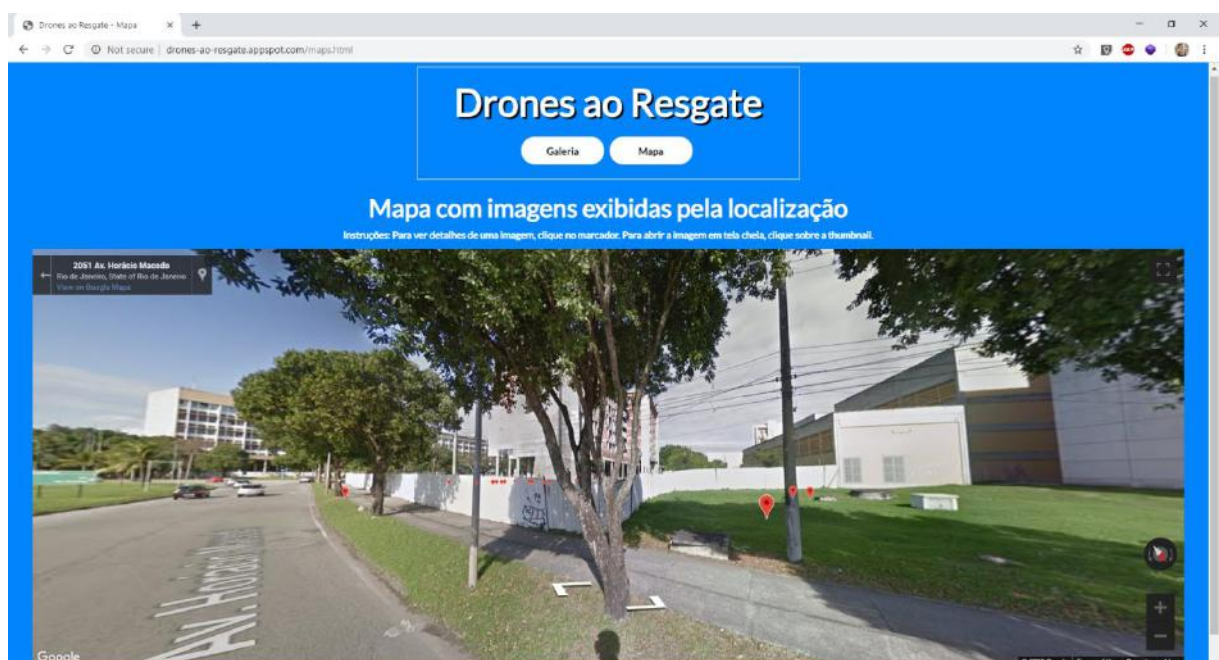 Drones ao Resgate - Mapa
Not secure | drones-ao-resgate.appspot.com/maps.html
Drones ao Resgate
Galeria Mapa
Mapa com imagens exibidas pela localização
Instruções: Para ver detalhes de uma imagem, clique no marcador. Para abrir a imagem em tela cheia, clique sobre a thumbnail.
2051 Av. Horácio Macedo
Rio de Janeiro, State of Rio de Janeiro
View on Google Maps
Av. Horácio
Google